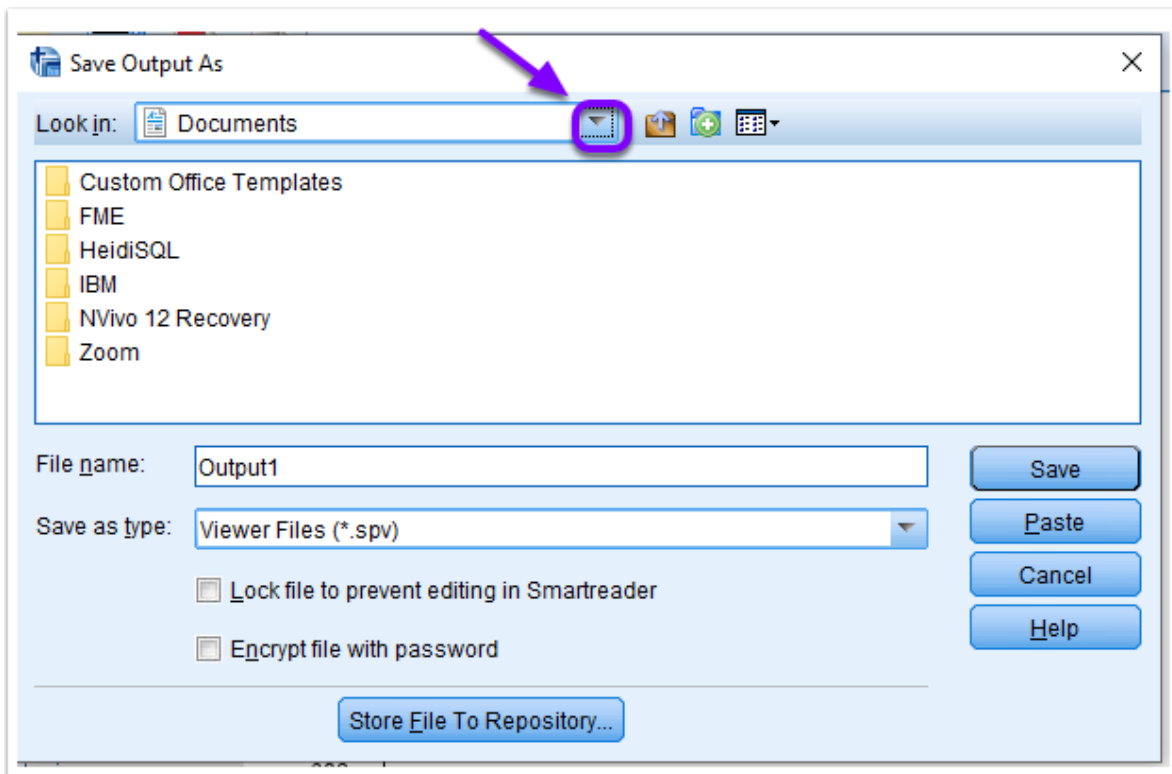 Save Output As
Look in: Documents
Custom Office Templates
FME
HeidiSQL
IBM
NVivo 12 Recovery
Zoom
File name: Output1 Save
Save as type: Viewer Files (*.spv) Paste
Lock file to prevent editing in Smartreader Cancel
Encrypt file with password Help
Store File To Repository...